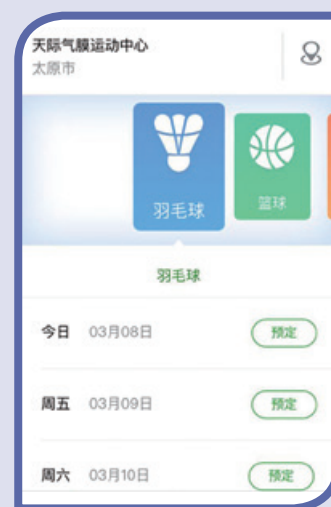 天际气膜运动中心
太原市
羽毛球
篮球
羽毛球
今日 03月08日 预定
周五 03月09日 预定
周六 03月10日 预定